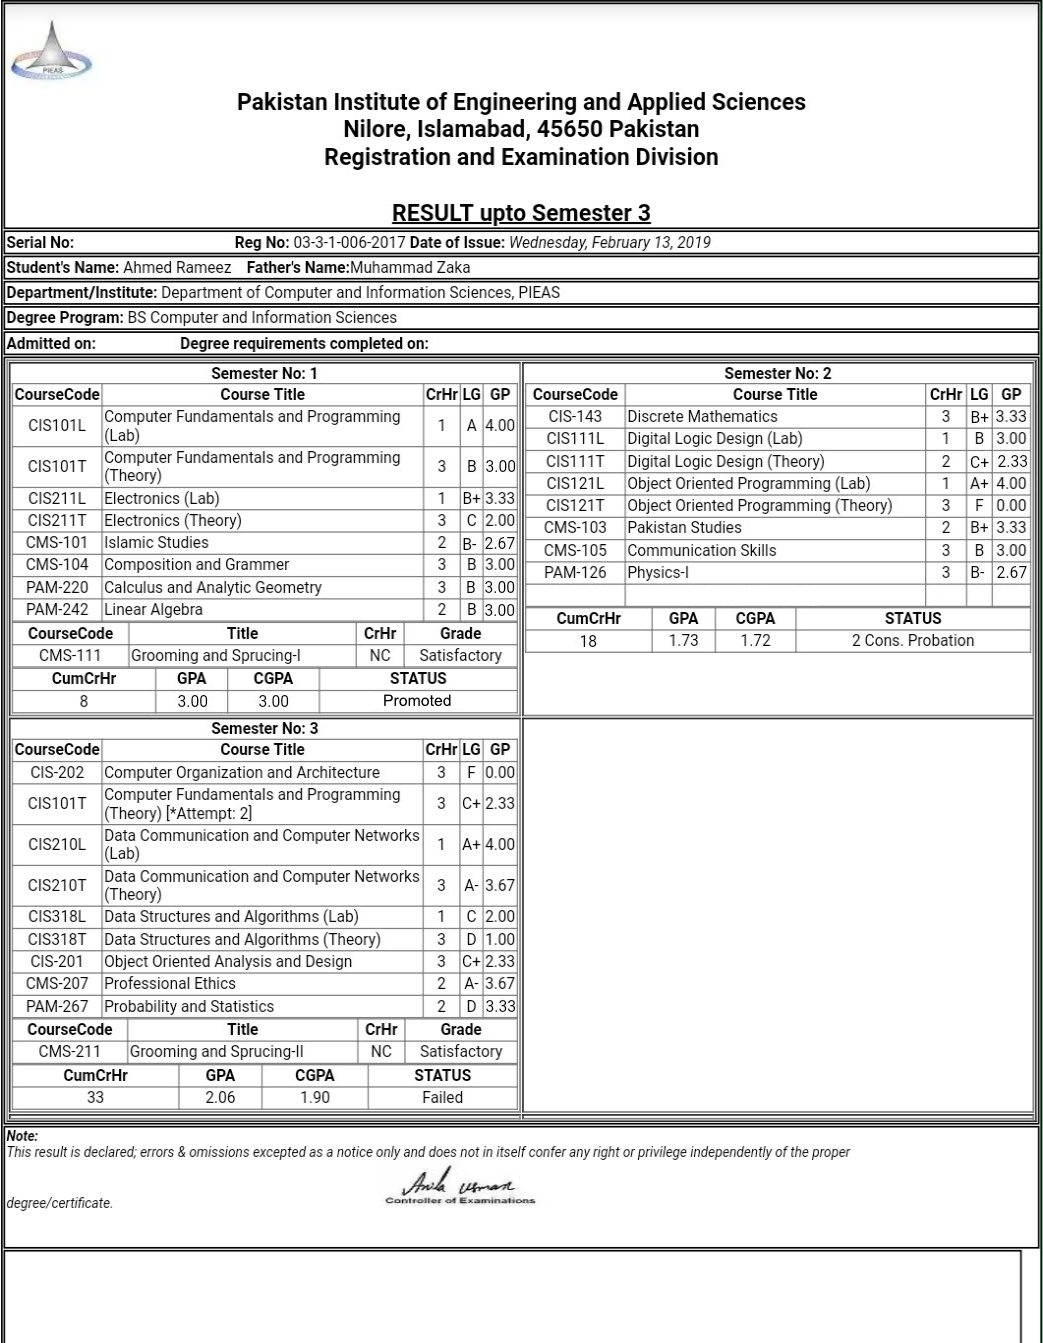 PIEAS
Pakistan Institute of Engineering and Applied Sciences
Nilore, Islamabad, 45650 Pakistan
Registration and Examination Division
RESULT upto Semester 3
Serial No: Reg No: 03-3-1-006-2017 Date of Issue: Wednesday, February 13, 2019
Student's Name: Ahmed Rameez Father's Name:Muhammad Zaka
Department/Institute: Department of Computer and Information Sciences, PIEAS
Degree Program: BS Computer and Information Sciences
Admitted on: Degree requirements completed on:
Semester No: 1
CourseCode Course Title CrHr LG GP
CIS101L Computer Fundamentals and Programming (Lab) 1 A 4.00
CIS101T Computer Fundamentals and Programming (Theory) 3 B 3.00
CIS211L Electronics (Lab) 1 B+ 3.33
CIS211T Electronics (Theory) 3 C 2.00
CMS-101 Islamic Studies 2 B- 2.67
CMS-104 Composition and Grammer 3 B 3.00
PAM-220 Calculus and Analytic Geometry 3 B 3.00
PAM-242 Linear Algebra 2 B 3.00
CourseCode Title CrHr Grade
CMS-111 Grooming and Sprucing-I NC Satisfactory
CumCrHr GPA CGPA STATUS
8 3.00 3.00 Promoted
Semester No: 2
CourseCode Course Title CrHr LG GP
CIS-143 Discrete Mathematics 3 B+ 3.33
CIS111L Digital Logic Design (Lab) 1 B 3.00
CIS111T Digital Logic Design (Theory) 2 C+ 2.33
CIS121L Object Oriented Programming (Lab) 1 A+ 4.00
CIS121T Object Oriented Programming (Theory) 3 F 0.00
CMS-103 Pakistan Studies 2 B+ 3.33
CMS-105 Communication Skills 3 B 3.00
PAM-126 Physics-I 3 B- 2.67
CumCrHr GPA CGPA STATUS
18 1.73 1.72 2 Cons. Probation
Semester No: 3
CourseCode Course Title CrHr LG GP
CIS-202 Computer Organization and Architecture 3 F 0.00
CIS101T Computer Fundamentals and Programming (Theory) [*Attempt: 2] 3 C+ 2.33
CIS210L Data Communication and Computer Networks (Lab) 1 A+ 4.00
CIS210T Data Communication and Computer Networks (Theory) 3 A- 3.67
CIS318L Data Structures and Algorithms (Lab) 1 C 2.00
CIS318T Data Structures and Algorithms (Theory) 3 D 1.00
CIS-201 Object Oriented Analysis and Design 3 C+ 2.33
CMS-207 Professional Ethics 2 A- 3.67
PAM-267 Probability and Statistics 2 D 3.33
CourseCode Title CrHr Grade
CMS-211 Grooming and Sprucing-II NC Satisfactory
CumCrHr GPA CGPA STATUS
33 2.06 1.90 Failed
Note:
This result is declared; errors & omissions excepted as a notice only and does not in itself confer any right or privilege independently of the proper
degree/certificate.
Anila usman
Controller of Examinations